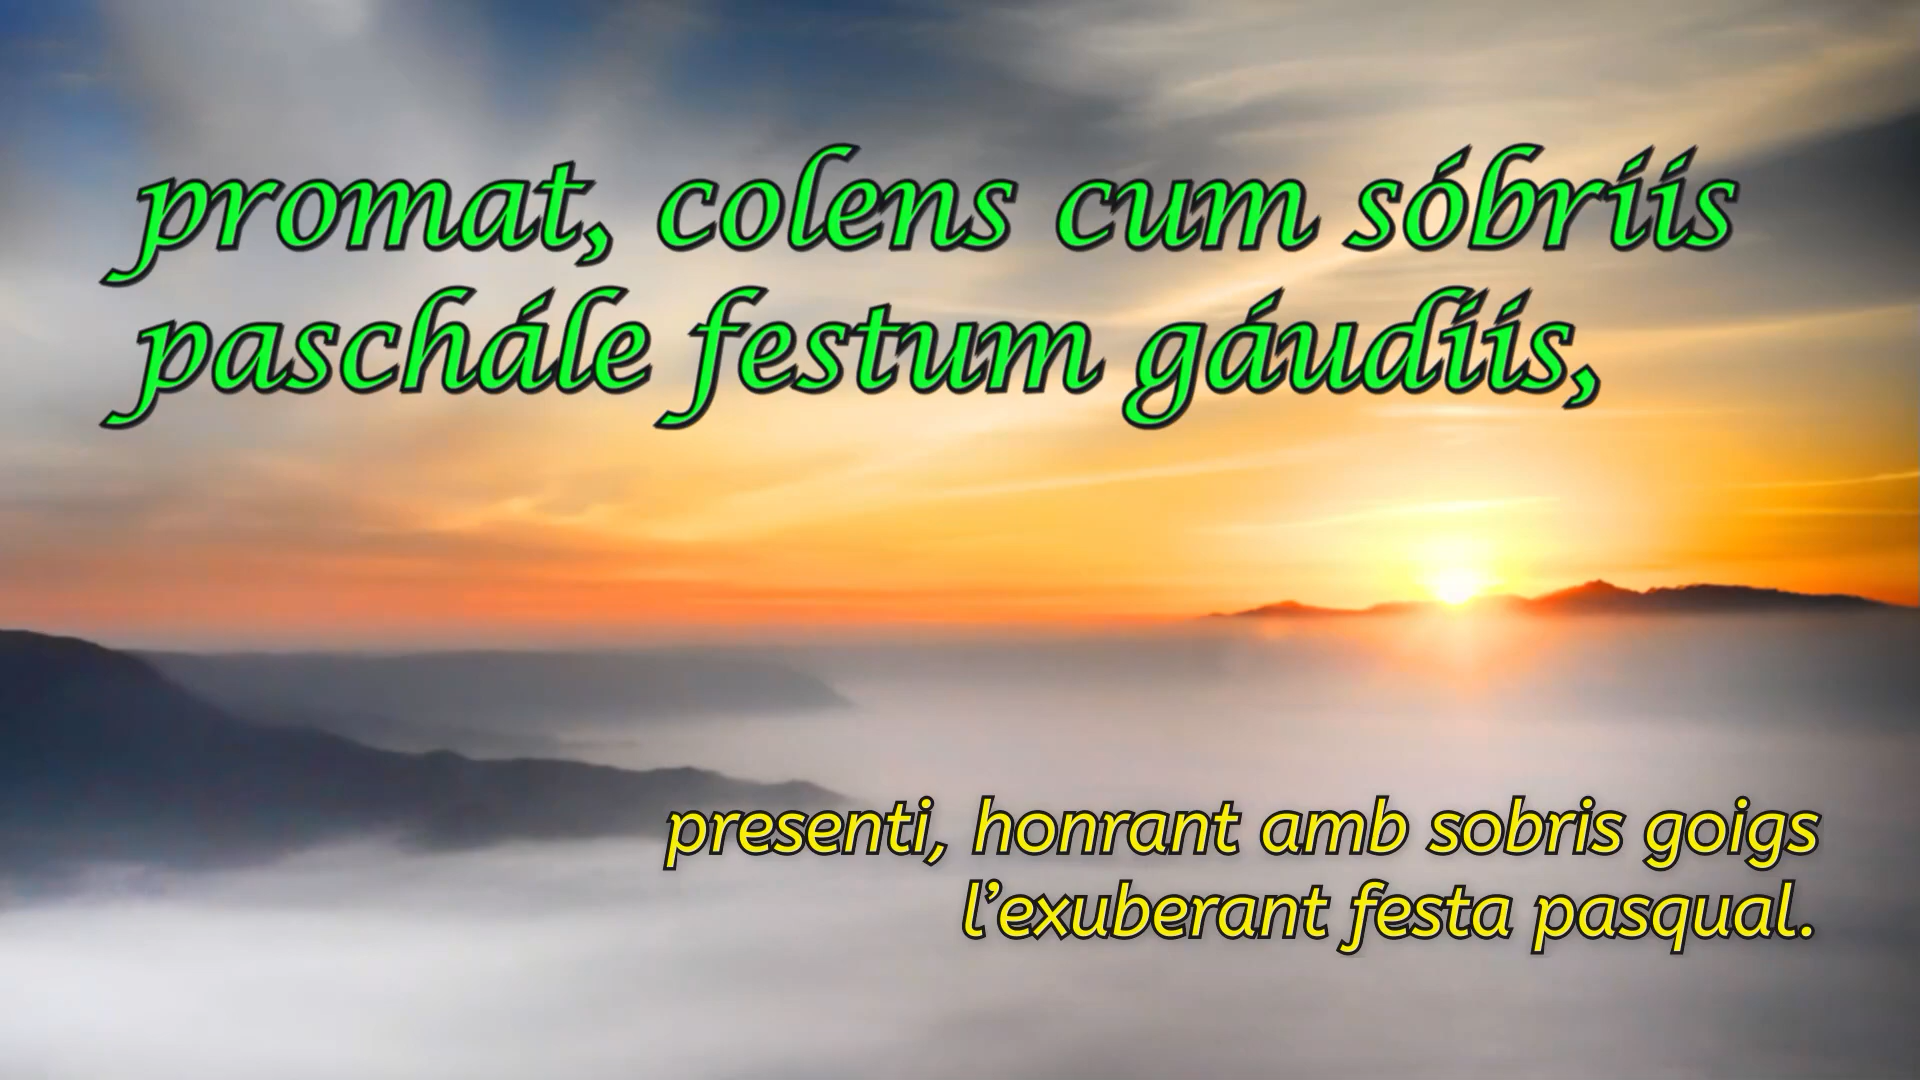 promat, colens cum sóbriis
paschále festum gáudiis,
presenti, honrant amb sobris goigs
l’exuberant festa pasqual.